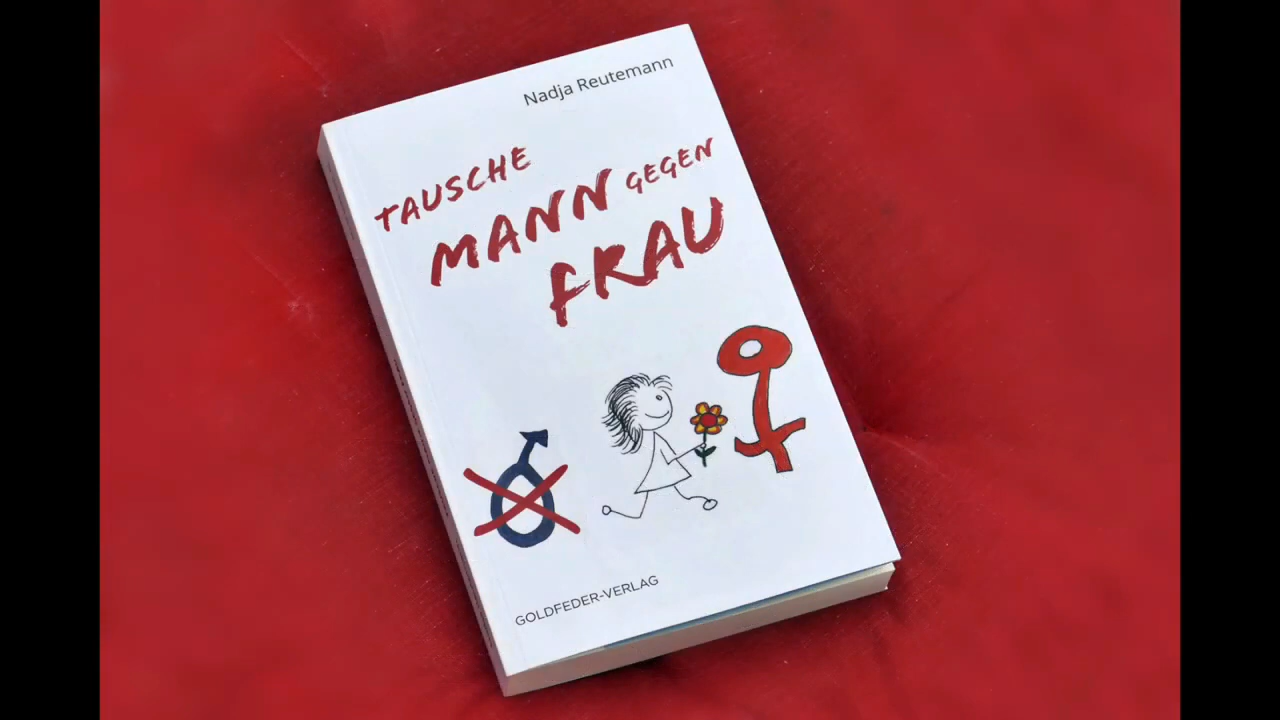 Nadja Reutemann
TAUSCHE
MANN GEGEN
FRAU
GOLDFEDER-VERLAG